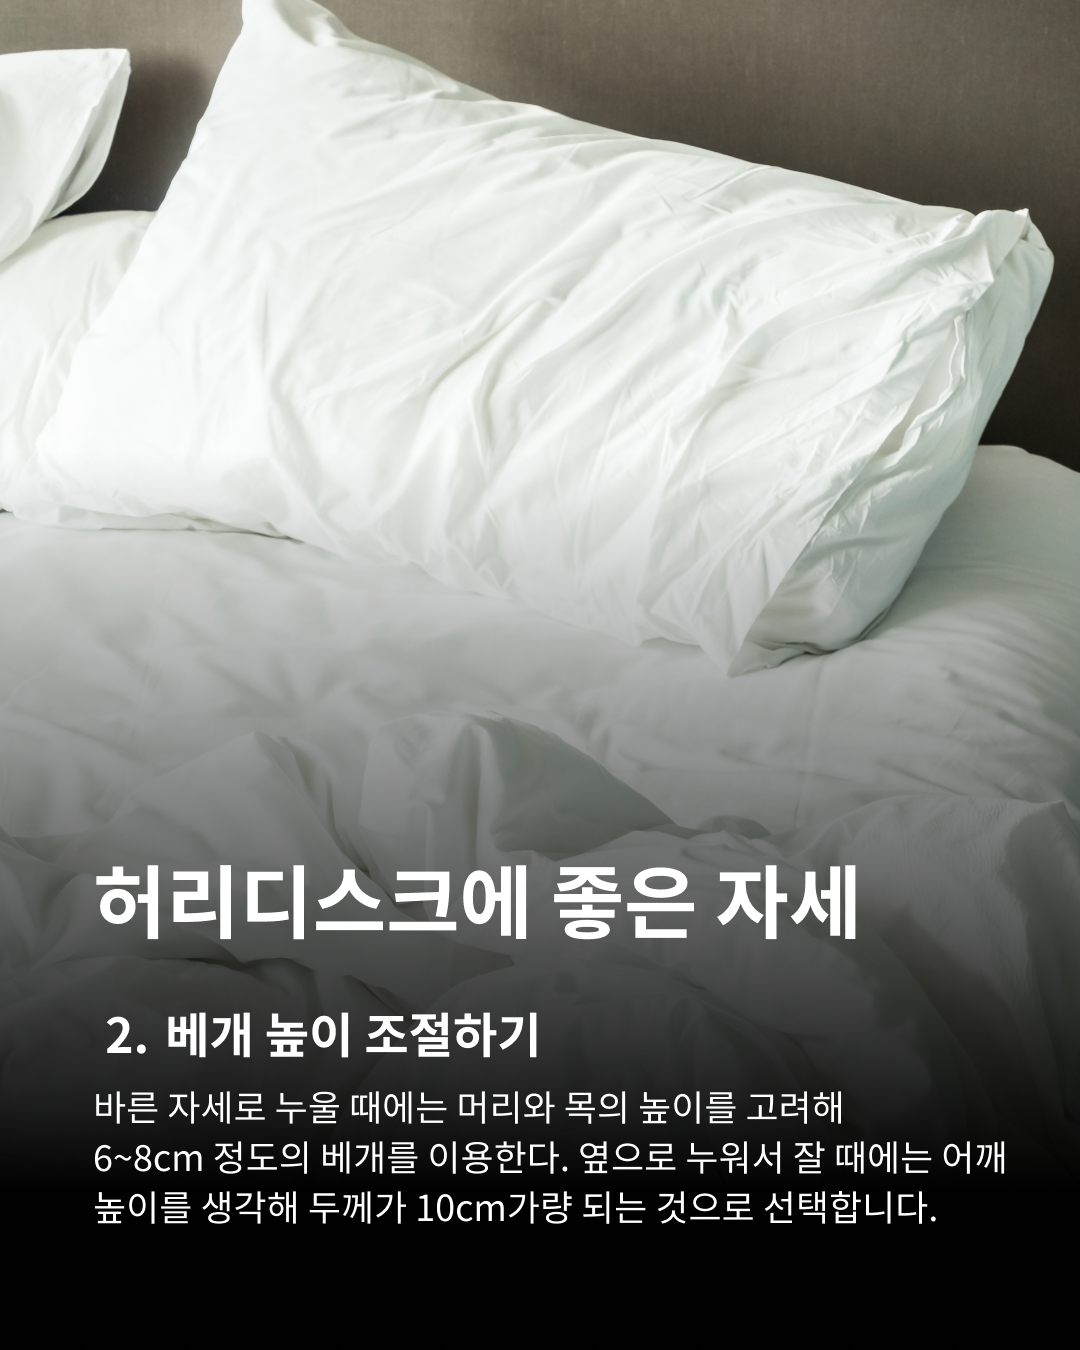 허리디스크에 좋은 자세
2. 베개 높이 조절하기
바른 자세로 누울 때에는 머리와 목의 높이를 고려해
6~8cm 정도의 베개를 이용한다. 옆으로 누워서 잘 때에는 어깨
높이를 생각해 두께가 10cm가량 되는 것으로 선택합니다.